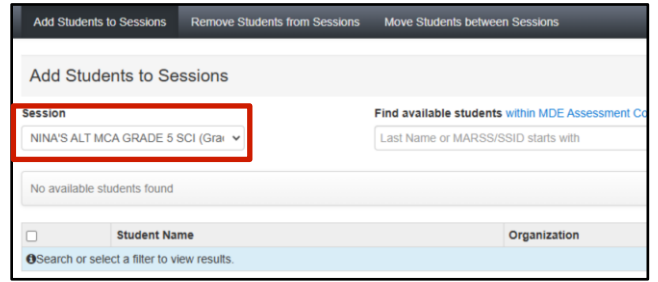 Add Students to Sessions Remove Students from Sessions Move Students between Sessions
Add Students to Sessions
Session Find available students within MDE Assessment Co
NINA'S ALT MCA GRADE 5 SCI (Gra Last Name or MARSS/SSID starts with
No available students found
Student Name Organization
Search or select a filter to view results.